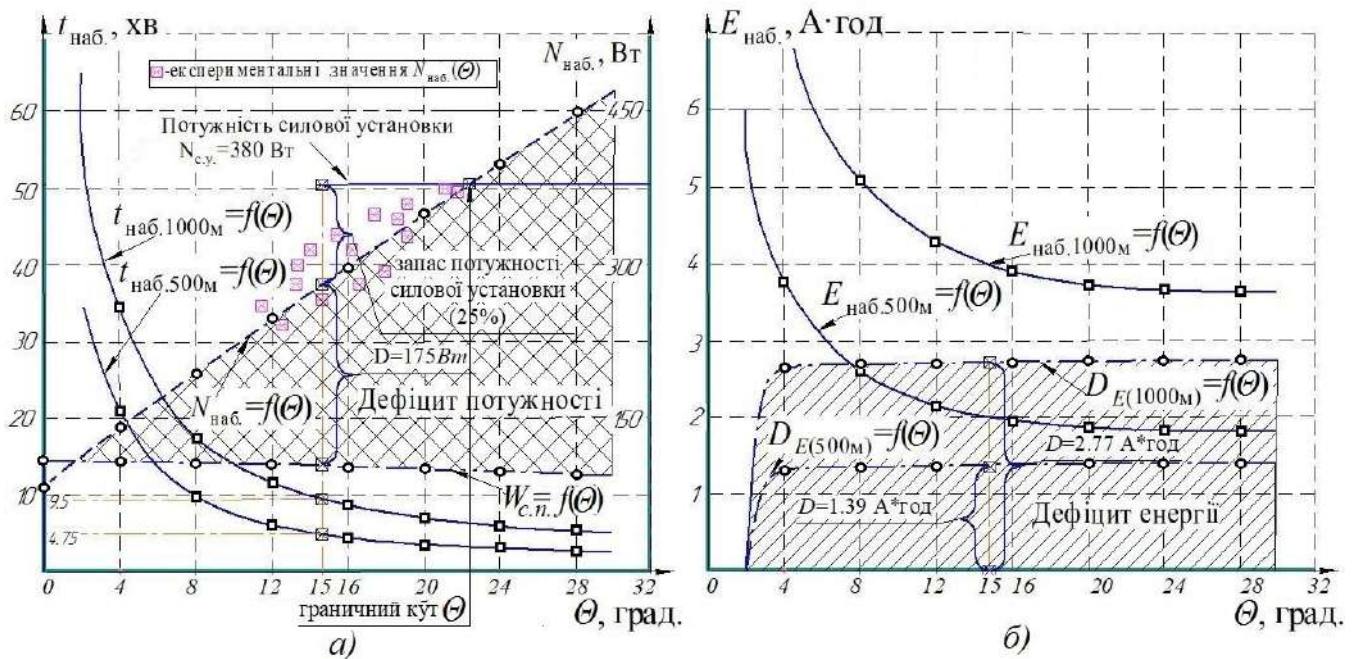 t наб., хв
N наб., Вт
-експериментальні значення N наб.(Θ)
Потужність силової установки
N с.у.=380 Вт
60
50
40
30
20
10
9.5
4.75
450
300
150
t наб.1000м=f(Θ)
t наб.500м=f(Θ)
запас потужності
силової установки
(25%)
D=175Вт
N наб.=f(Θ)
Дефіцит потужності
W с.п.=f(Θ)
0 4 8 12 15 16 20 24 28 32
граничний кут Θ
Θ, град.
а)
E наб., А·год
6
5
4
3
2
1
E наб.1000м=f(Θ)
E наб.500м=f(Θ)
D E(1000м)=f(Θ)
D E(500м)=f(Θ)
D=2.77 А*год
D=1.39 А*год
Дефіцит енергії
0 4 8 12 15 16 20 24 28 32
Θ, град.
б)